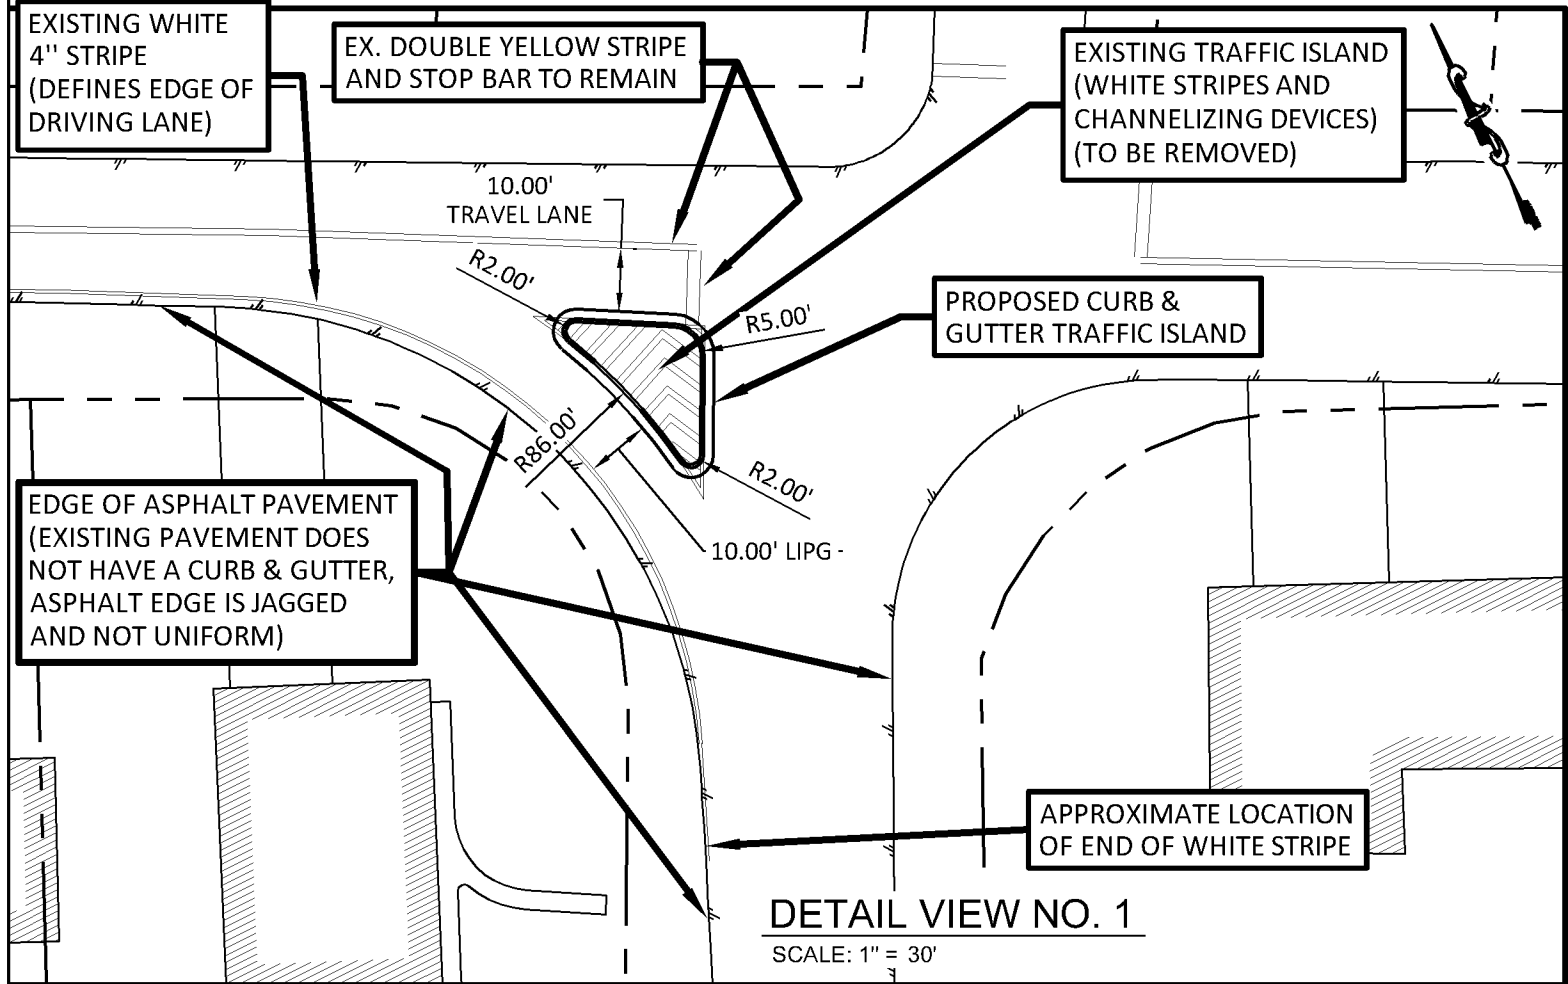 EXISTING WHITE
4" STRIPE
(DEFINES EDGE OF
DRIVING LANE)
EX. DOUBLE YELLOW STRIPE
AND STOP BAR TO REMAIN
EXISTING TRAFFIC ISLAND
(WHITE STRIPES AND
CHANNELIZING DEVICES)
(TO BE REMOVED)
10.00'
TRAVEL LANE
R2.00'
R5.00'
PROPOSED CURB &
GUTTER TRAFFIC ISLAND
R86.00'
R2.00'
10.00' LIPG -
EDGE OF ASPHALT PAVEMENT
(EXISTING PAVEMENT DOES
NOT HAVE A CURB & GUTTER,
ASPHALT EDGE IS JAGGED
AND NOT UNIFORM)
APPROXIMATE LOCATION
OF END OF WHITE STRIPE
DETAIL VIEW NO. 1
SCALE: 1" = 30'